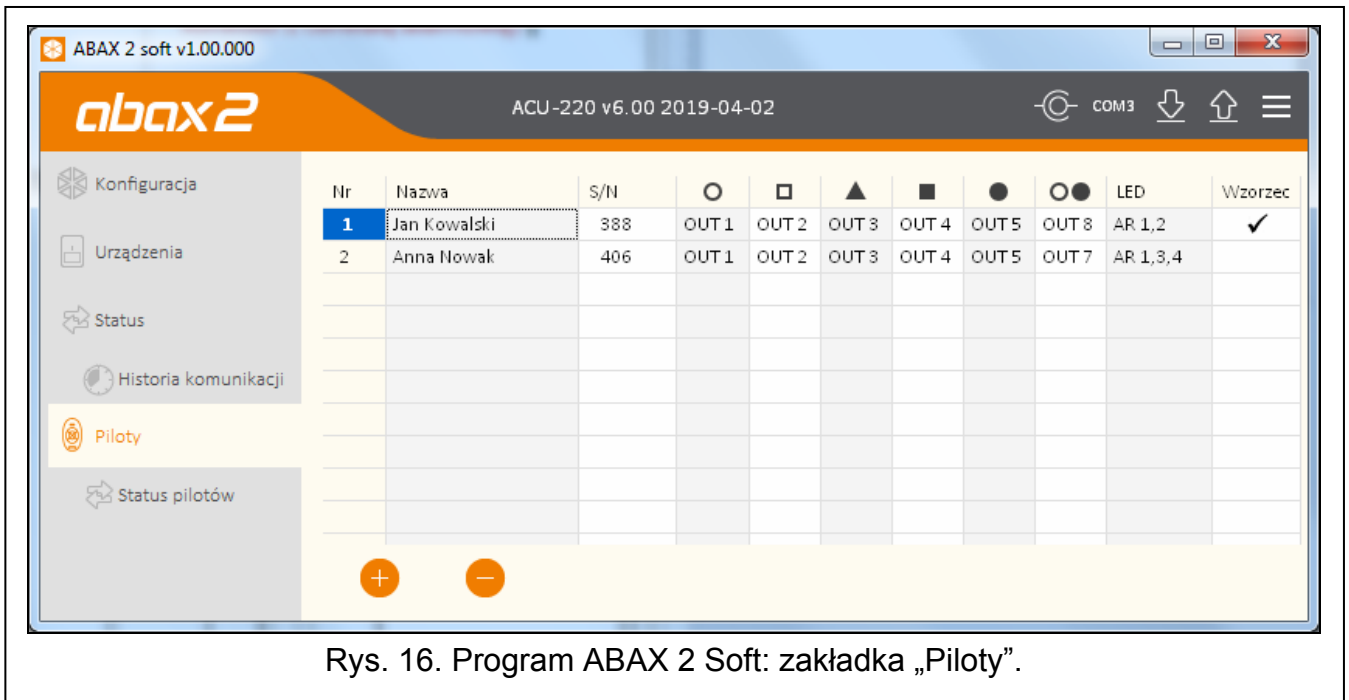 ABAX 2 soft v1.00.000
abax2
ACU-220 v6.00 2019-04-02
COM3
Konfiguracja
Urządzenia
Status
Historia komunikacji
Piloty
Status pilotów
Nr Nazwa S/N LED Wzorzec
1 Jan Kowalski 388 OUT 1 OUT 2 OUT 3 OUT 4 OUT 5 OUT 8 AR 1,2 ✓
2 Anna Nowak 406 OUT 1 OUT 2 OUT 3 OUT 4 OUT 5 OUT 7 AR 1,3,4
Rys. 16. Program ABAX 2 Soft: zakładka „Piloty”.